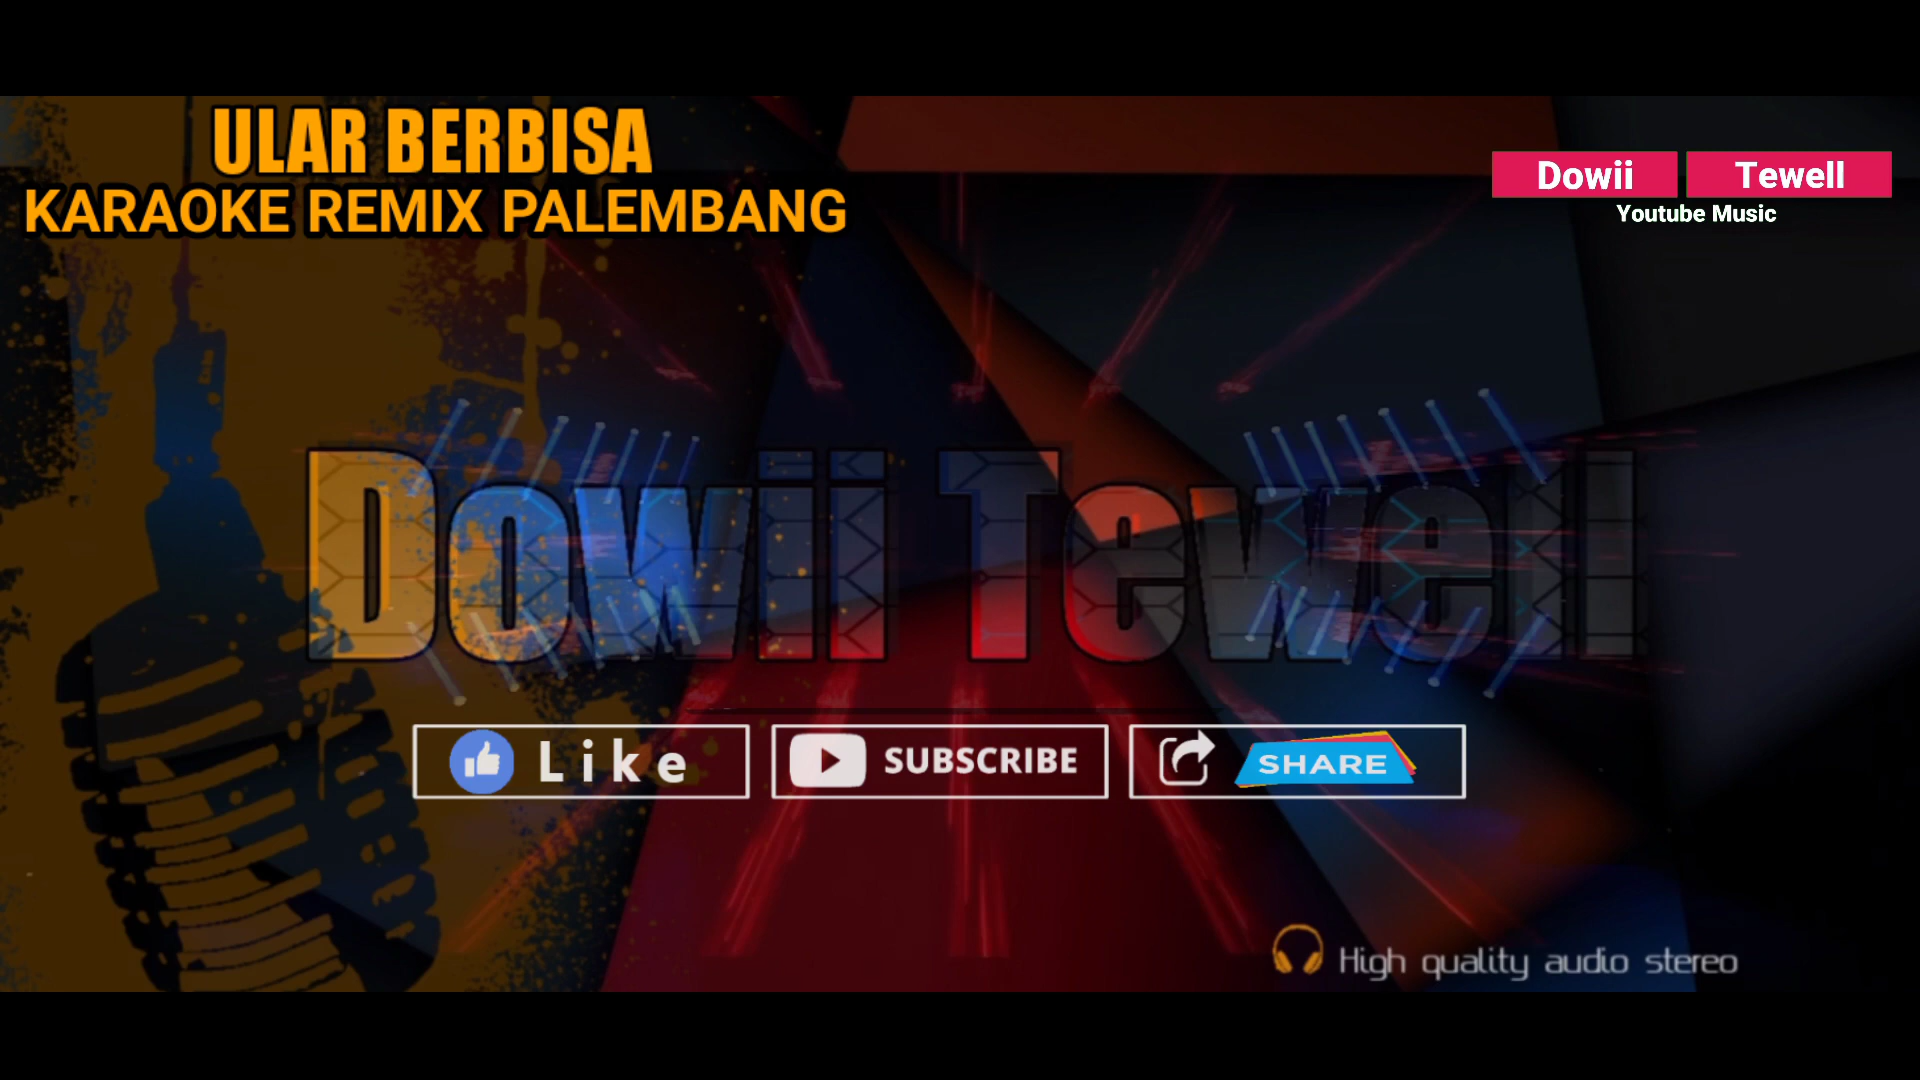 ULAR BERBISA
KARAOKE REMIX PALEMBANG
Dowii Tewell
Youtube Music
Dowii Tewell
Like
SUBSCRIBE
SHARE
High quality audio stereo